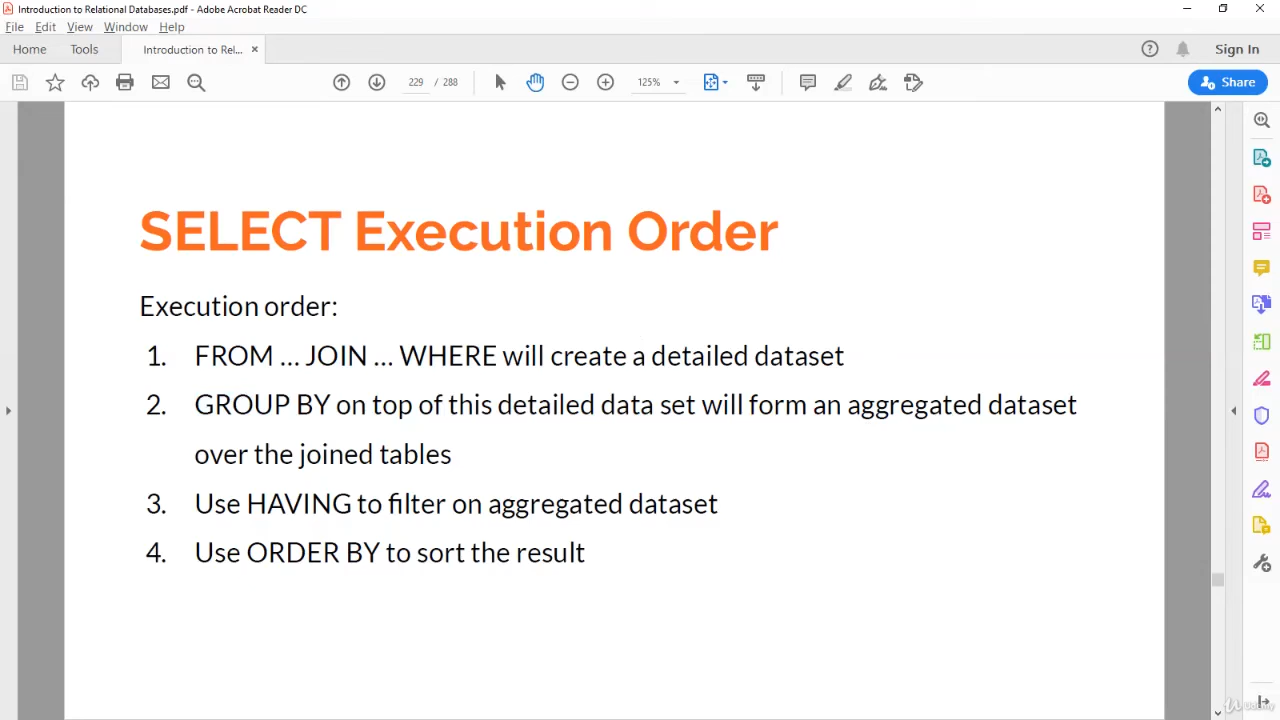 Introduction to Relational Databases.pdf - Adobe Acrobat Reader DC
File Edit View Window Help
Home Tools Introduction to Rel... × Sign In
229 / 288 125% Share
SELECT Execution Order
Execution order:
1. FROM ... JOIN ... WHERE will create a detailed dataset
2. GROUP BY on top of this detailed data set will form an aggregated dataset
over the joined tables
3. Use HAVING to filter on aggregated dataset
4. Use ORDER BY to sort the result
Udemy